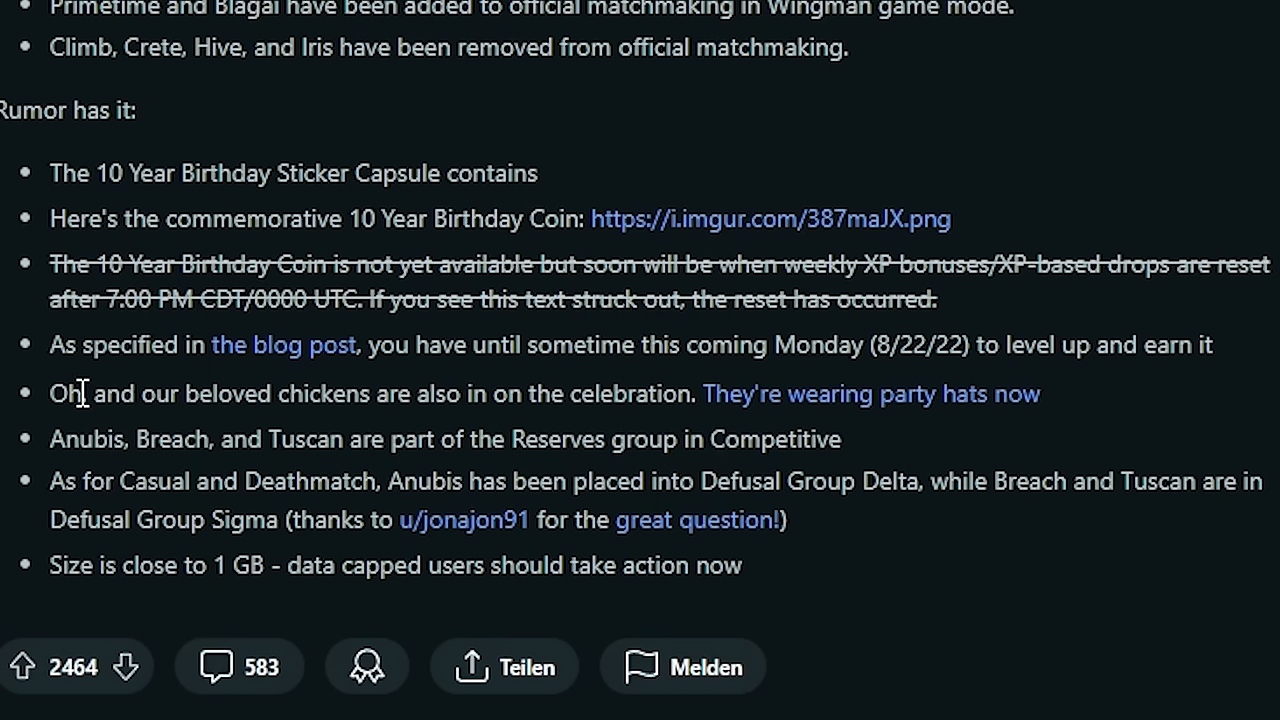 Primetime and Blagai have been added to official matchmaking in Wingman game mode.
Climb, Crete, Hive, and Iris have been removed from official matchmaking.
Rumor has it:
The 10 Year Birthday Sticker Capsule contains
Here's the commemorative 10 Year Birthday Coin: https://i.imgur.com/387maJX.png
The 10 Year Birthday Coin is not yet available but soon will be when weekly XP bonuses/XP-based drops are reset
after 7:00 PM CDT/0000 UTC. If you see this text struck out, the reset has occurred.
As specified in the blog post, you have until sometime this coming Monday (8/22/22) to level up and earn it
Oh, and our beloved chickens are also in on the celebration. They're wearing party hats now
Anubis, Breach, and Tuscan are part of the Reserves group in Competitive
As for Casual and Deathmatch, Anubis has been placed into Defusal Group Delta, while Breach and Tuscan are in
Defusal Group Sigma (thanks to u/jonajon91 for the great question!)
Size is close to 1 GB - data capped users should take action now
2464 583 Teilen Melden